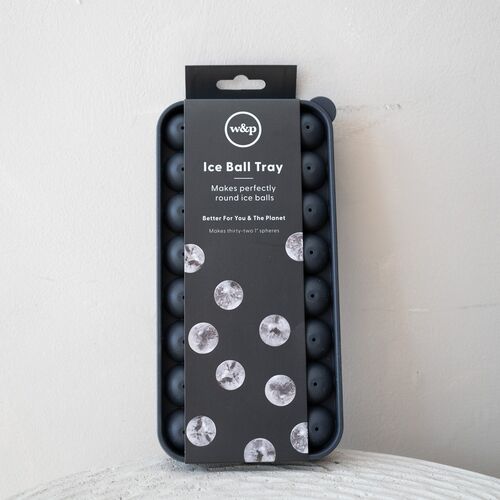 w&p
Ice Ball Tray
Makes perfectly
round ice balls
Better For You & The Planet
Makes thirty-two 1" spheres